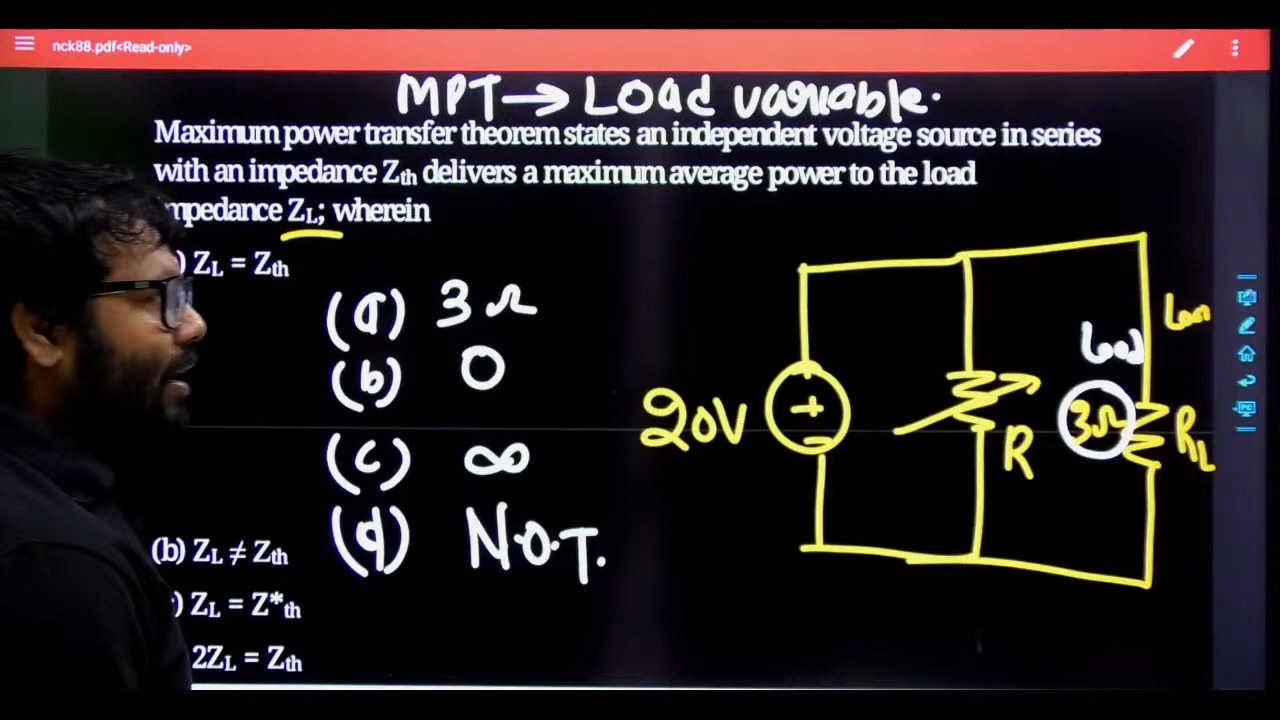 nck88.pdf<Read-only>
MPT → Load variable.
Maximum power transfer theorem states an independent voltage source in series
with an impedance Zth delivers a maximum average power to the load
mpedance ZL; wherein
) ZL = Zth
(a) 3Ω
(b) 0
(c) ∞
(d) N.O.T.
(b) ZL ≠ Zth
) ZL = Z*th
2ZL = Zth
20V
+
R
Load
3Ω
RL